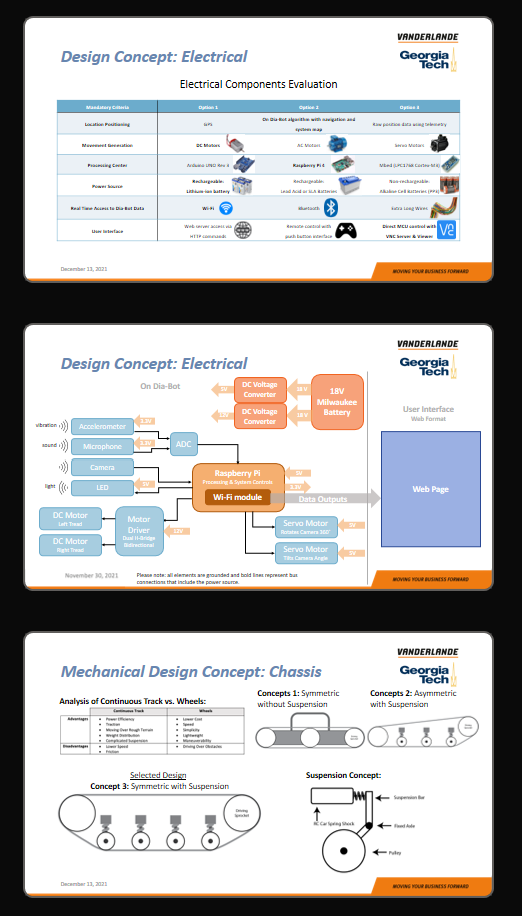 VANDERLANDE
Design Concept: Electrical
Georgia
Tech
Electrical Components Evaluation
Mandatory Criteria Option 1 Option 2 Option 3
Location Positioning GPS On Dia-Bot algorithm with navigation and system map Raw position data using telemetry
Movement Generation DC Motors AC Motors Servo Motors
Processing Center Arduino UNO Rev 3 Raspberry Pi 4 Mbed (LPC1768 Cortex-M3)
Power Source Rechargeable: Lithium-ion battery Rechargeable: Lead Acid or SLA Batteries Non-rechargeable: Alkaline Cell Batteries (PP3)
Real Time Access to Dia-Bot Data Wi-Fi Bluetooth Extra Long Wires
User Interface Web server access via HTTP commands Remote control with push button interface Direct MCU control with VNC Server & Viewer
December 13, 2021
MOVING YOUR BUSINESS FORWARD
VANDERLANDE
Design Concept: Electrical
Georgia
Tech
On Dia-Bot
5V DC Voltage Converter 18 V
DC Voltage Converter 18 V
18V Milwaukee Battery
User Interface
Web Format
vibration Accelerometer 3.3V
sound Microphone 3.3V
ADC
Camera
light LED 5V
Raspberry Pi
Processing & System Controls
Wi-Fi module
5V
3.3V
Data Outputs
Web Page
DC Motor
Left Tread
DC Motor
Right Tread
Motor Driver
Dual H-Bridge
Bidirectional
12V
Servo Motor
Rotates Camera 360°
5V
Servo Motor
Tilts Camera Angle
5V
November 30, 2021
Please note: all elements are grounded and bold lines represent bus
connections that include the power source.
MOVING YOUR BUSINESS FORWARD
VANDERLANDE
Mechanical Design Concept: Chassis
Georgia
Tech
Analysis of Continuous Track vs. Wheels:
Continuous Track Wheels
Advantages
Power Efficiency
Traction
Moving Over Rough Terrain
Weight Distribution
Complicated Suspension
Lower Cost
Speed
Simplicity
Lightweight
Maneuverability
Disadvantages
Lower Speed
Friction
Driving Over Obstacles
Concepts 1: Symmetric
without Suspension
Concepts 2: Asymmetric
with Suspension
Selected Design
Concept 3: Symmetric with Suspension
Driving
Sprocket
Suspension Concept:
Suspension Bar
RC Car Spring Shock
Fixed Axle
Pulley
December 13, 2021
MOVING YOUR BUSINESS FORWARD